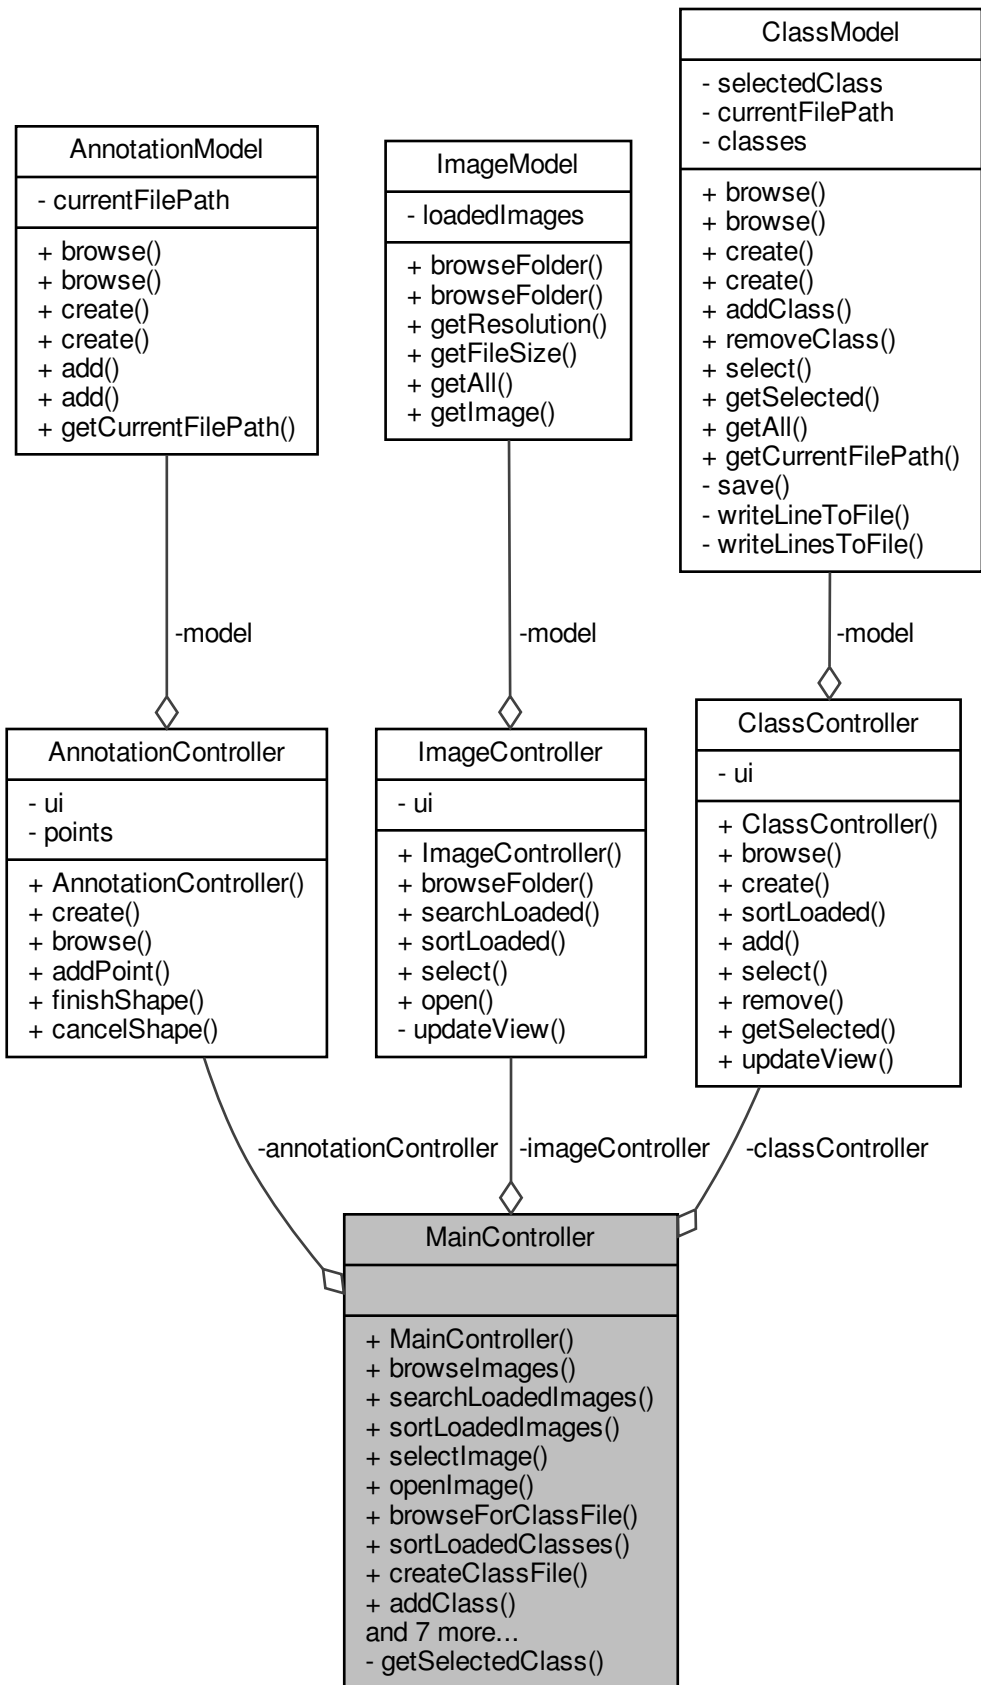 ClassModel
- selectedClass
- currentFilePath
- classes
+ browse()
+ browse()
+ create()
+ create()
+ addClass()
+ removeClass()
+ select()
+ getSelected()
+ getAll()
+ getCurrentFilePath()
- save()
- writeLineToFile()
- writeLinesToFile()
AnnotationModel
- currentFilePath
+ browse()
+ browse()
+ create()
+ create()
+ add()
+ add()
+ getCurrentFilePath()
ImageModel
- loadedImages
+ browseFolder()
+ browseFolder()
+ getResolution()
+ getFileSize()
+ getAll()
+ getImage()
-model
-model
-model
AnnotationController
- ui
- points
+ AnnotationController()
+ create()
+ browse()
+ addPoint()
+ finishShape()
+ cancelShape()
ImageController
- ui
+ ImageController()
+ browseFolder()
+ searchLoaded()
+ sortLoaded()
+ select()
+ open()
- updateView()
ClassController
- ui
+ ClassController()
+ browse()
+ create()
+ sortLoaded()
+ add()
+ select()
+ remove()
+ getSelected()
+ updateView()
-annotationController
-imageController
-classController
MainController
+ MainController()
+ browseImages()
+ searchLoadedImages()
+ sortLoadedImages()
+ selectImage()
+ openImage()
+ browseForClassFile()
+ sortLoadedClasses()
+ createClassFile()
+ addClass()
and 7 more...
- getSelectedClass()